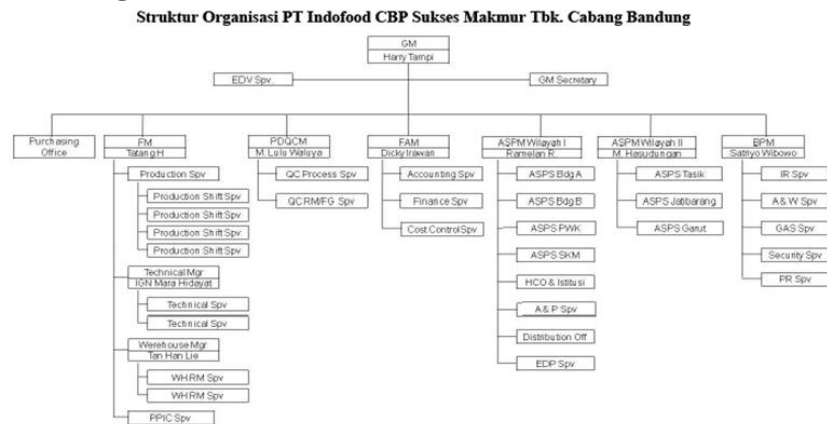 Struktur Organisasi PT Indofood CBP Sukses Makmur Tbk. Cabang Bandung
GM
Harry Tampi
EDV Spv.
GM Secretary
Purchasing
Office
FM
Tatang H
Production Spv
Production Shift Spv
Production Shift Spv
Production Shift Spv
Production Shift Spv
Technical Mgr
IGN Mara Hidayat
Technical Spv
Technical Spv
Werehouse Mgr
Tan Han Lie
WHRM Spv
WHRM Spv
PPIC Spv
PDQCM
M. Lulu Waluya
QC Process Spv
QC RM/FG Spv
FAM
Dicky Irawan
Accounting Spv
Finance Spv
Cost Control Spv
ASPM Wilayah I
Ramelan R.
ASPS Bdg A
ASPS Bdg B
ASPS PWK
ASPS SKM
HCO & Istitusi
A & P Spv
Distribution Off
EDP Spv
ASPM Wilayah II
M. Hasudungan
ASPS Tasik
ASPS Jatibarang
ASPS Garut
BPM
Satriyo Wibowo
IR Spv
A & W Spv
GAS Spv
Security Spv
PR Spv